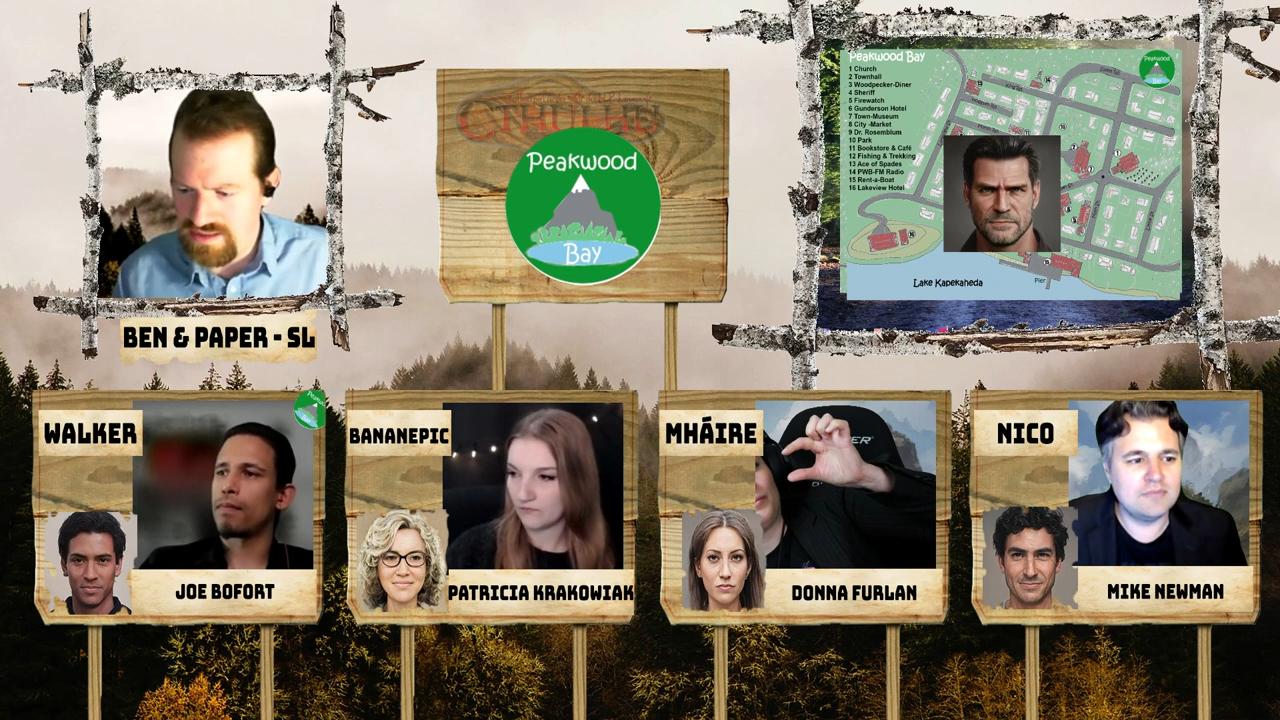 CTHULHU
Peakwood
Bay
BEN & PAPER - SL
Peakwood Bay
1 Church
2 Townhall
3 Woodpecker-Diner
4 Sheriff
5 Firewatch
6 Gunderson Hotel
7 Town-Museum
8 City -Market
9 Dr. Rosemblum
10 Park
11 Bookstore & Café
12 Fishing & Trekking
13 Ace of Spades
14 PWB-FM Radio
15 Rent-a-Boat
16 Lakeview Hotel
Lake Kapekaheda
Pier
WALKER
JOE BOFORT
BANANEPIC
PATRICIA KRAKOWIAK
MHÁIRE
DONNA FURLAN
NICO
MIKE NEWMAN